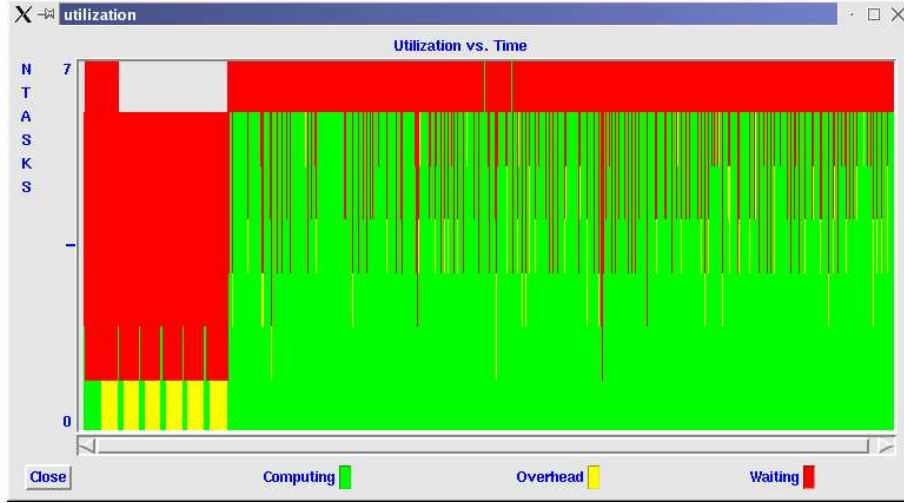 utilization
Utilization vs. Time
N
T
A
S
K
S
7
0
Close
Computing
Overhead
Waiting